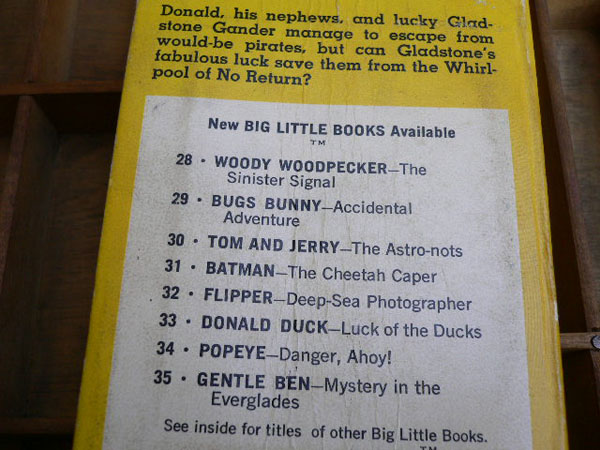 Donald, his nephews, and lucky Glad-
stone Gander manage to escape from
would-be pirates, but can Gladstone's
fabulous luck save them from the Whirl-
pool of No Return?
New BIG LITTLE BOOKS Available
TM
28 • WOODY WOODPECKER—The
Sinister Signal
29 • BUGS BUNNY—Accidental
Adventure
30 • TOM AND JERRY—The Astro-nots
31 • BATMAN—The Cheetah Caper
32 • FLIPPER—Deep-Sea Photographer
33 • DONALD DUCK—Luck of the Ducks
34 • POPEYE—Danger, Ahoy!
35 • GENTLE BEN—Mystery in the
Everglades
See inside for titles of other Big Little Books.
TM